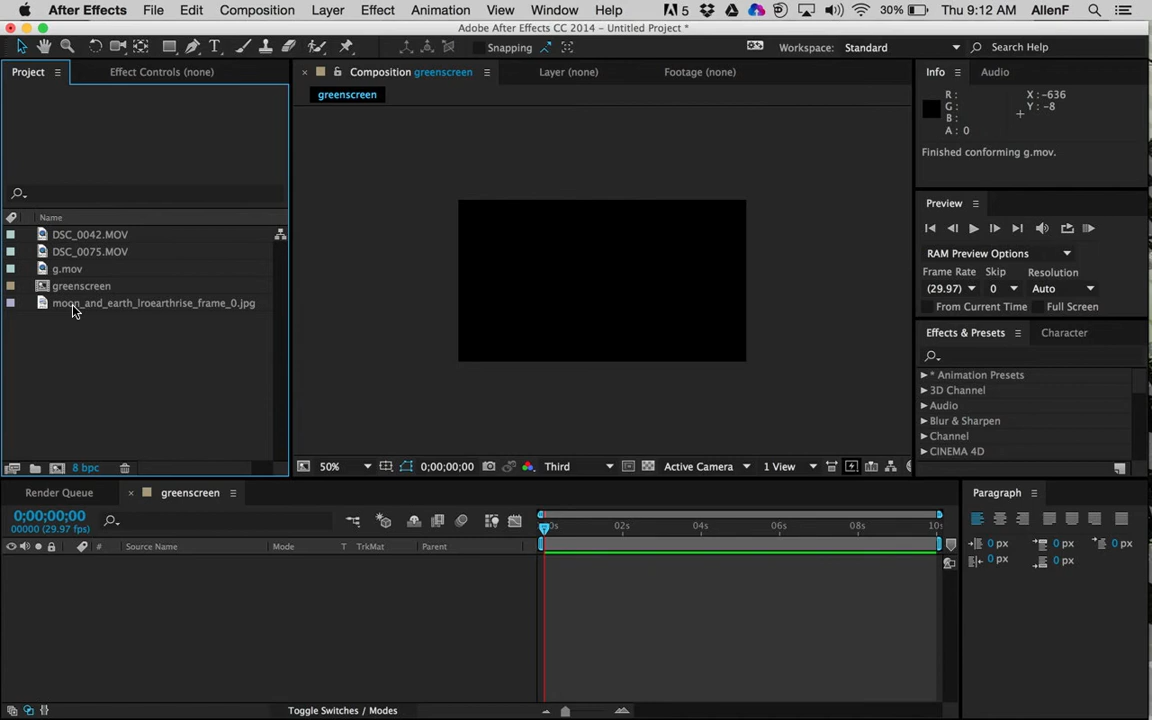 After Effects File Edit Composition Layer Effect Animation View Window Help 5 30% Thu 9:12 AM AllenF
Adobe After Effects CC 2014 - Untitled Project *
Snapping Workspace: Standard Search Help
Project Effect Controls (none) Composition greenscreen Layer (none) Footage (none) Info Audio
greenscreen
R : X : -636
G : Y : -8
B :
A : 0
Finished conforming g.mov.
Name
DSC_0042.MOV
DSC_0075.MOV
g.mov
greenscreen
moon_and_earth_lroearthrise_frame_0.jpg
Preview
RAM Preview Options
Frame Rate Skip Resolution
(29.97) 0 Auto
From Current Time Full Screen
Effects & Presets Character
* Animation Presets
3D Channel
Audio
Blur & Sharpen
Channel
CINEMA 4D
8 bpc 50% 0;00;00;00 Third Active Camera 1 View
Render Queue greenscreen Paragraph
0;00;00;00
00000 (29.97 fps)
0s 02s 04s 06s 08s 10s
# Source Name Mode T TrkMat Parent
0 px 0 px 0 px
0 px 0 px
Toggle Switches / Modes